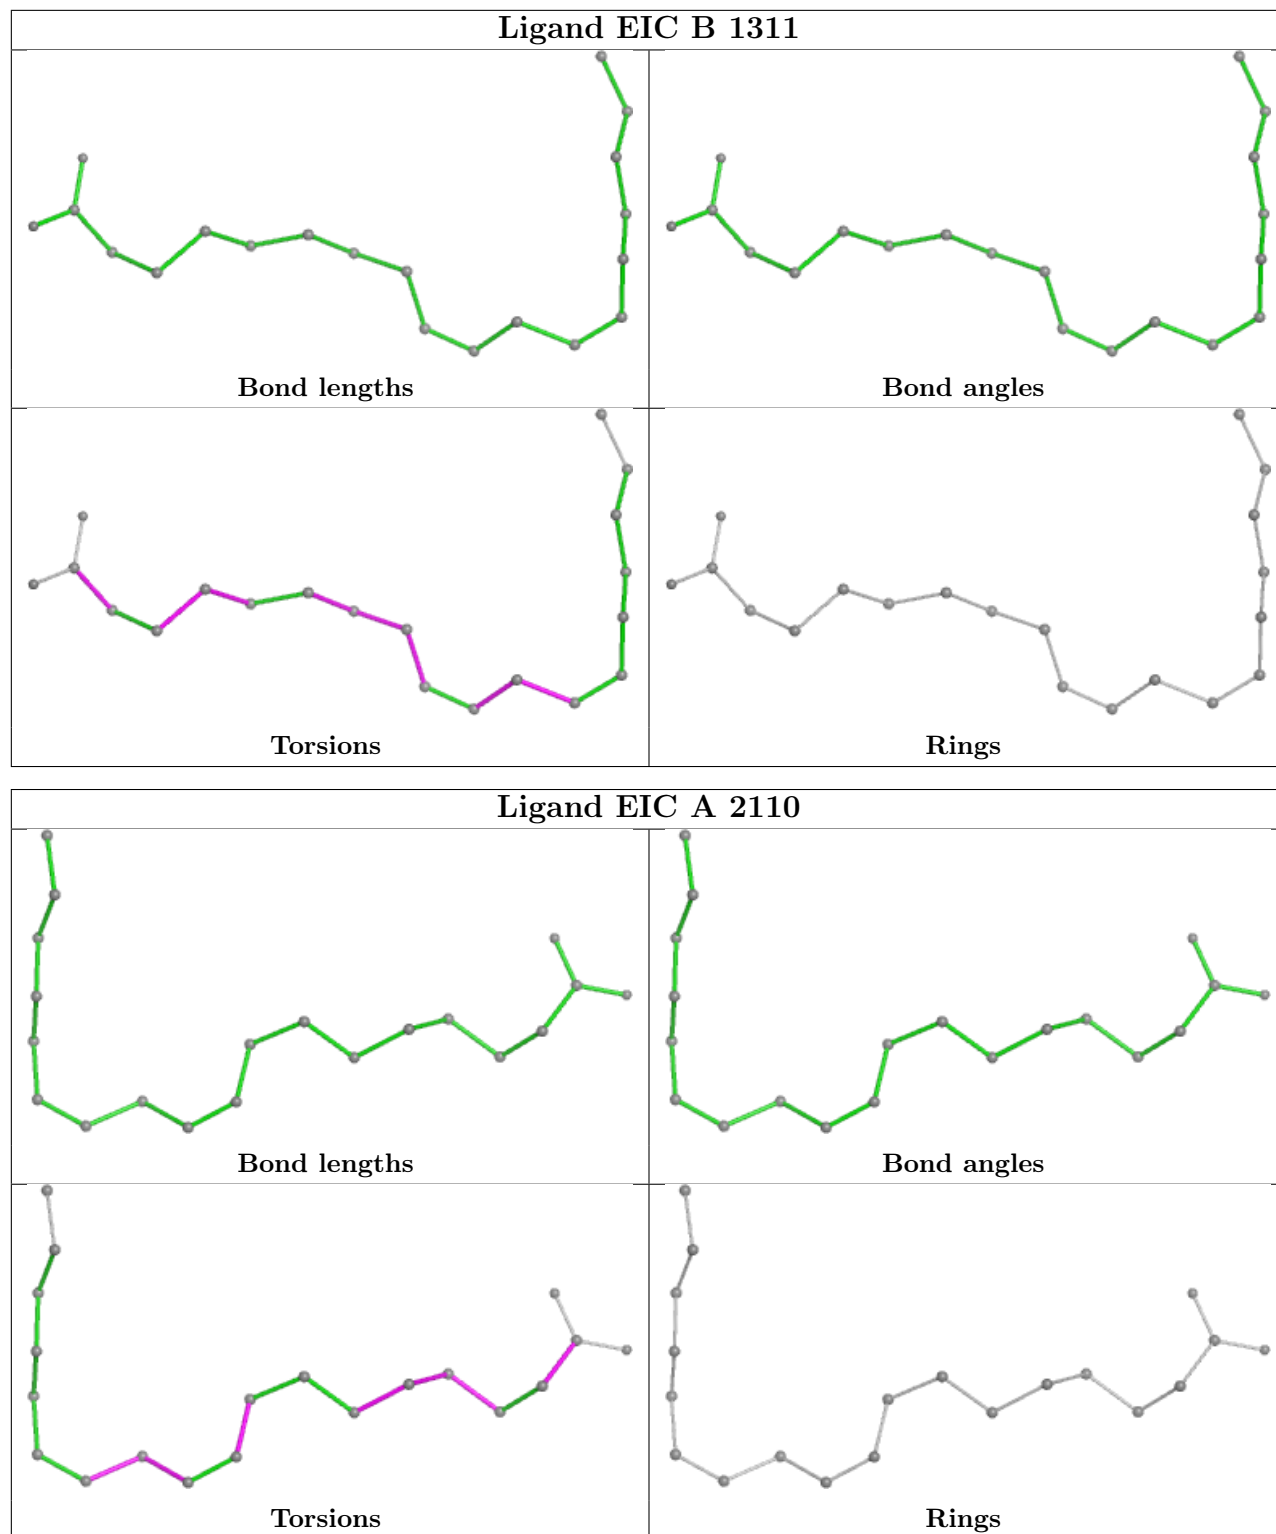 Ligand EIC B 1311
Bond lengths
Bond angles
Torsions
Rings
Ligand EIC A 2110
Bond lengths
Bond angles
Torsions
Rings